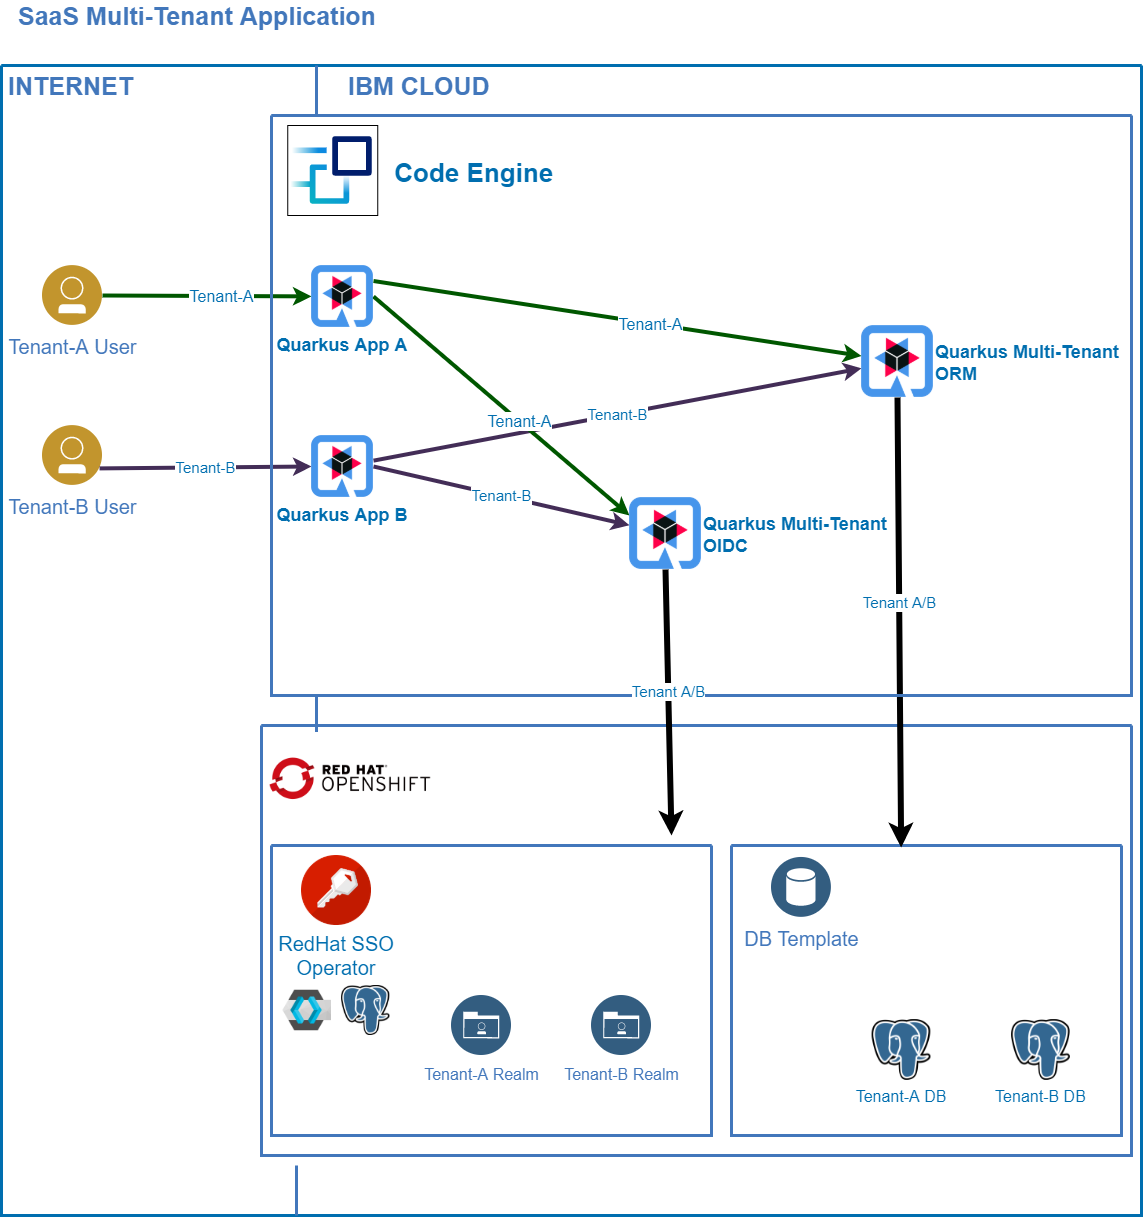 SaaS Multi-Tenant Application
INTERNET
IBM CLOUD
Code Engine
Tenant-A
Tenant-A User
Quarkus App A
Tenant-A
Quarkus Multi-Tenant
ORM
Tenant-A
Tenant-B
Tenant-B
Tenant-B User
Quarkus App B
Tenant-B
Quarkus Multi-Tenant
OIDC
Tenant A/B
Tenant A/B
RED HAT
OPENSHIFT
RedHat SSO
Operator
Tenant-A Realm
Tenant-B Realm
DB Template
Tenant-A DB
Tenant-B DB